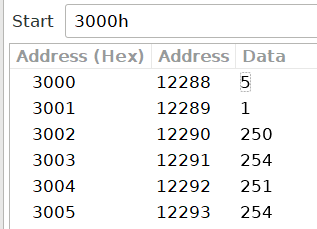 Start 3000h
Address (Hex) Address Data
3000 12288 5
3001 12289 1
3002 12290 250
3003 12291 254
3004 12292 251
3005 12293 254